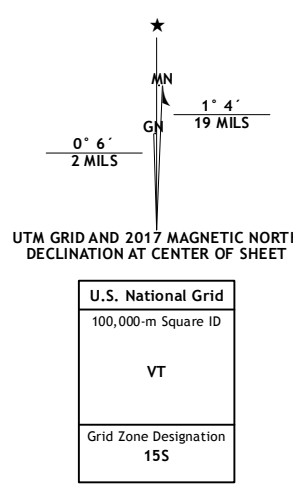 ★
MN
1° 4´
19 MILS
GN
0° 6´
2 MILS
UTM GRID AND 2017 MAGNETIC NORT
DECLINATION AT CENTER OF SHEET
U.S. National Grid
100,000-m Square ID
VT
Grid Zone Designation
15S